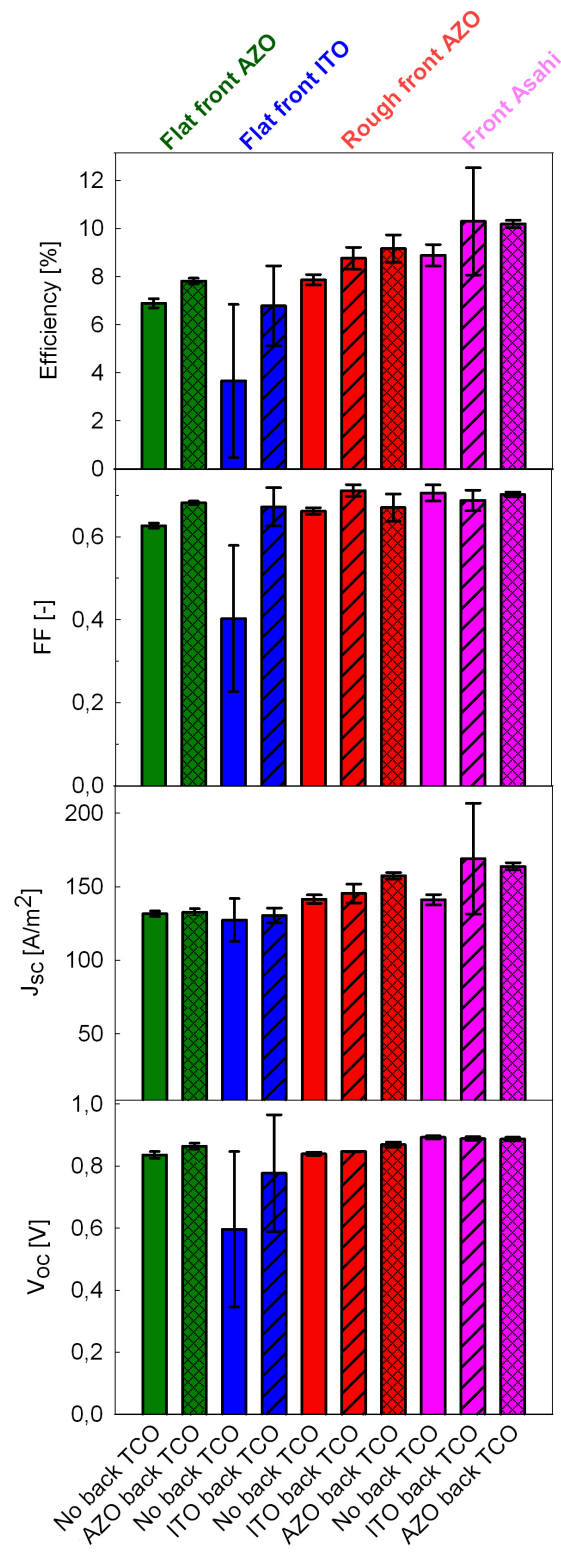 Flat front AZO
Flat front ITO
Rough front AZO
Front Asahi
Efficiency [%]
12
10
8
6
4
2
0
FF [-]
0,6
0,4
0,2
0,0
Jsc [A/m²]
200
150
100
50
Voc [V]
1,0
0,8
0,6
0,4
0,2
0,0
No back TCO
AZO back TCO
No back TCO
ITO back TCO
No back TCO
ITO back TCO
AZO back TCO
No back TCO
ITO back TCO
AZO back TCO